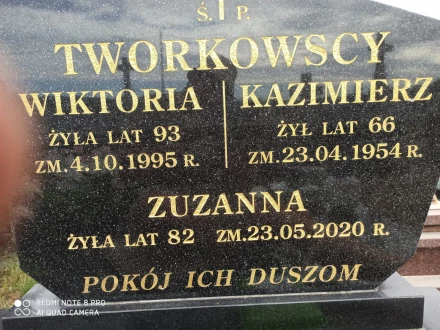 Ś. P.
TWORKOWSCY
WIKTORIA
ŻYŁA LAT 93
ZM. 4.10.1995 R.
KAZIMIERZ
ŻYŁ LAT 66
ZM. 23.04.1954 R.
ZUZANNA
ŻYŁA LAT 82 ZM. 23.05.2020 R.
POKÓJ ICH DUSZOM
REDMI NOTE 8 PRO
AI QUAD CAMERA